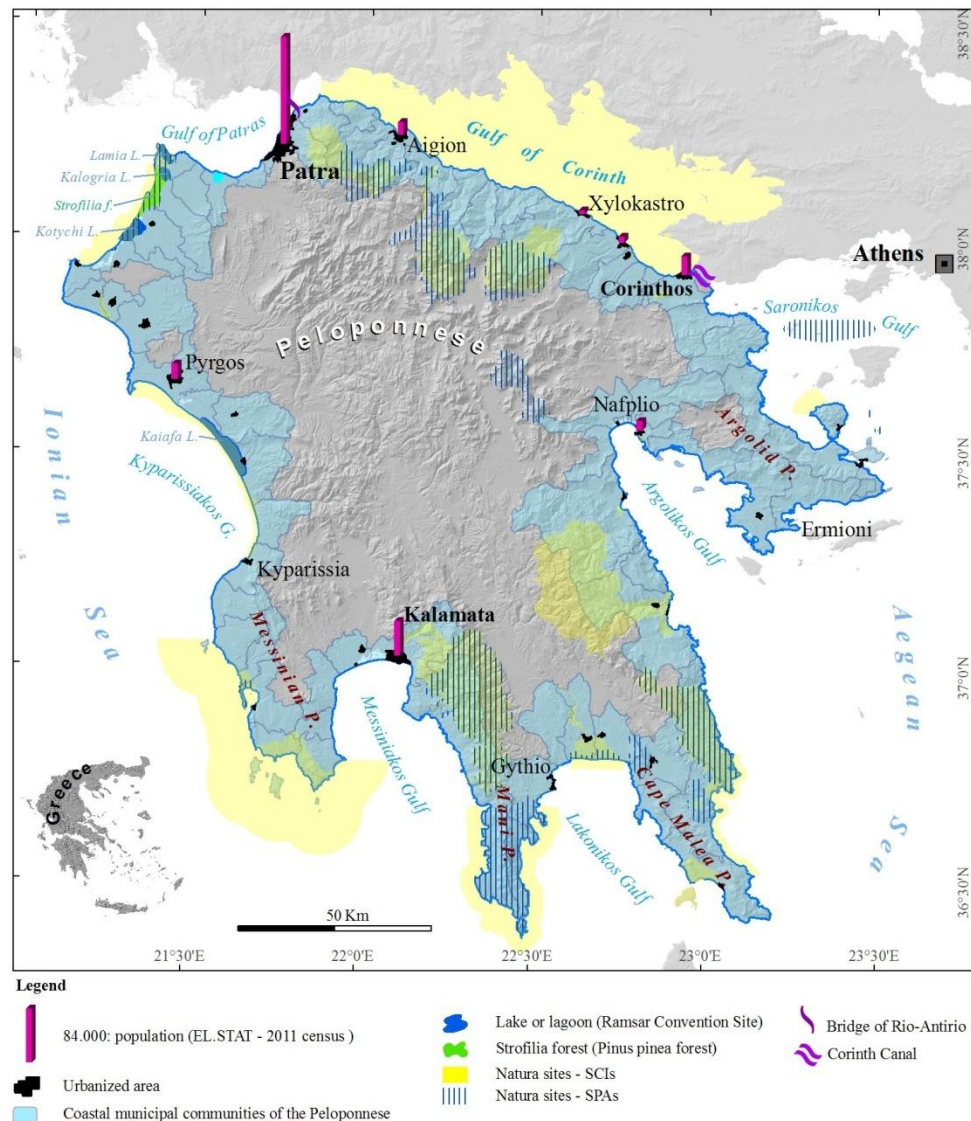 38°30'N
Gulf of Patras
Lamia L.
Kalogria L.
Strofilia f.
Kotychi L.
Patra
Aigion
Gulf of Corinth
Xylokastro
38°0'N
Athens
Corinthos
Saronikos Gulf
Peloponnese
Pyrgos
Nafplio
Argolid P.
Kaiafa L.
37°30'N
Ionian Sea
Kyparissiakos G.
Argolikos Gulf
Ermioni
Kyparissia
Kalamata
Messinian P.
37°0'N
Aegean Sea
Messiniakos Gulf
Gythio
Greece
Mani P.
Cape Malea P.
Lakonikos Gulf
36°30'N
50 Km
21°30'E
22°0'E
22°30'E
23°0'E
23°30'E
Legend
84.000: population (EL.STAT - 2011 census )
Urbanized area
Coastal municipal communities of the Peloponnese
Lake or lagoon (Ramsar Convention Site)
Strofilia forest (Pinus pinea forest)
Natura sites - SCIs
Natura sites - SPAs
Bridge of Rio-Antirio
Corinth Canal